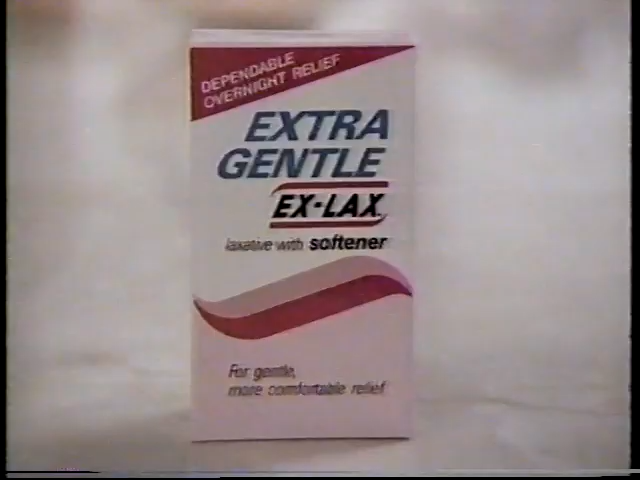 DEPENDABLE
OVERNIGHT RELIEF
EXTRA
GENTLE
EX·LAX
laxative with softener
For gentle,
more comfortable relief